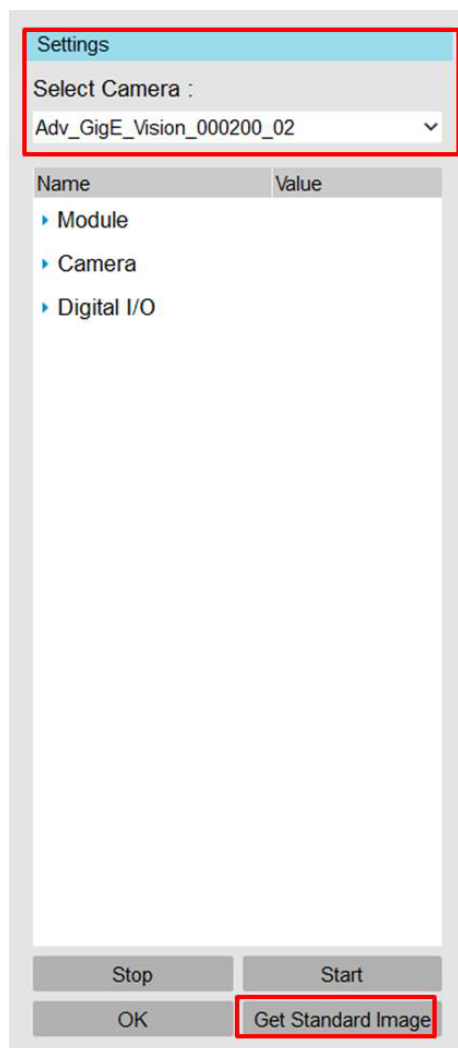 Settings
Select Camera :
Adv_GigE_Vision_000200_02
Name Value
Module
Camera
Digital I/O
Stop Start
OK Get Standard Image